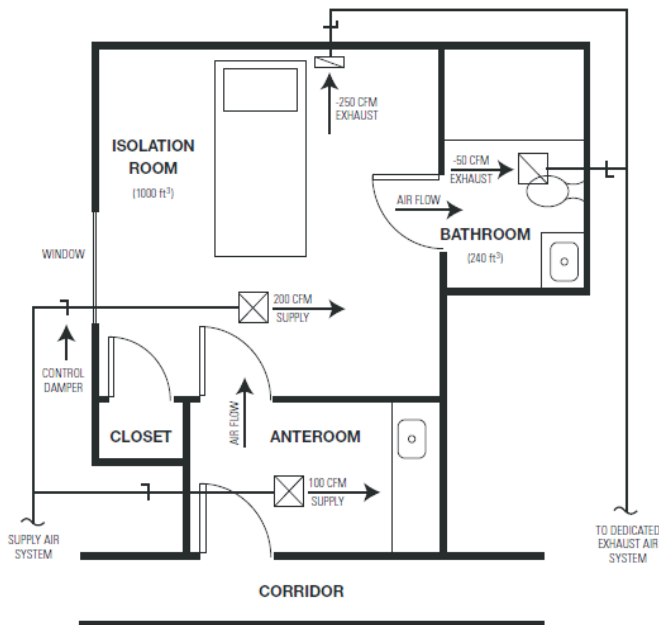 -250 CFM
EXHAUST
ISOLATION
ROOM
(1000 ft³)
-50 CFM
EXHAUST
AIR FLOW
BATHROOM
(240 ft³)
WINDOW
200 CFM
SUPPLY
CONTROL
DAMPER
AIR FLOW
CLOSET
ANTEROOM
100 CFM
SUPPLY
SUPPLY AIR
SYSTEM
TO DEDICATED
EXHAUST AIR
SYSTEM
CORRIDOR